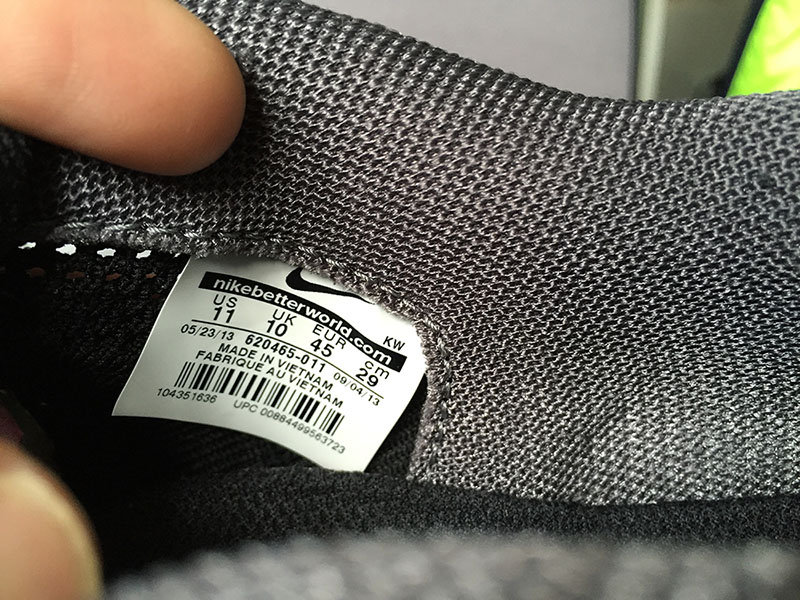 nikebetterworld.com
US UK EUR cm KW
11 10 45 29
05/23/13 620465-011 09/04/13
MADE IN VIETNAM
FABRIQUE AU VIETNAM
104351636 UPC 00884499563723